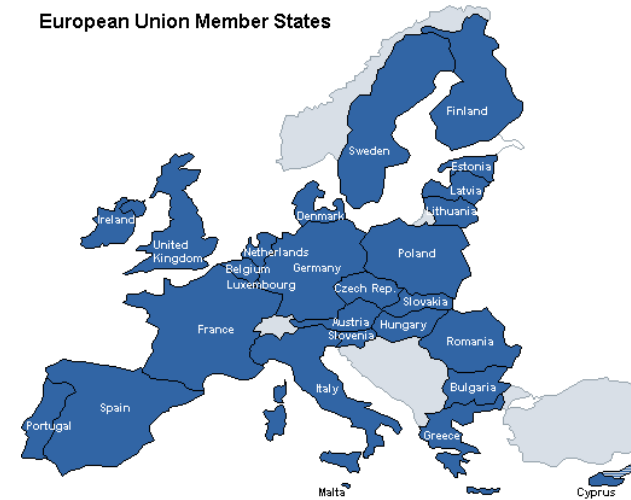 European Union Member States
Finland
Sweden
Estonia
Latvia
Lithuania
Denmark
Ireland
United
Kingdom
Netherlands
Belgium
Germany
Poland
Luxembourg
Czech Rep.
Slovakia
France
Austria
Hungary
Slovenia
Romania
Italy
Bulgaria
Spain
Portugal
Greece
Malta
Cyprus